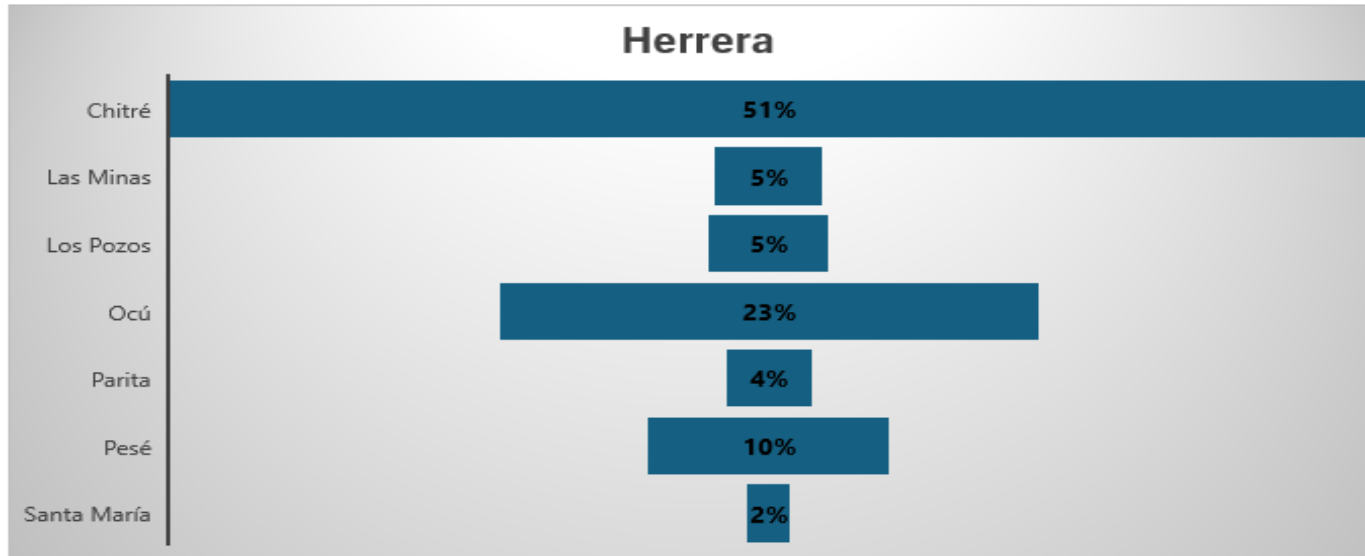 Herrera
Chitré 51%
Las Minas 5%
Los Pozos 5%
Ocú 23%
Parita 4%
Pesé 10%
Santa María 2%